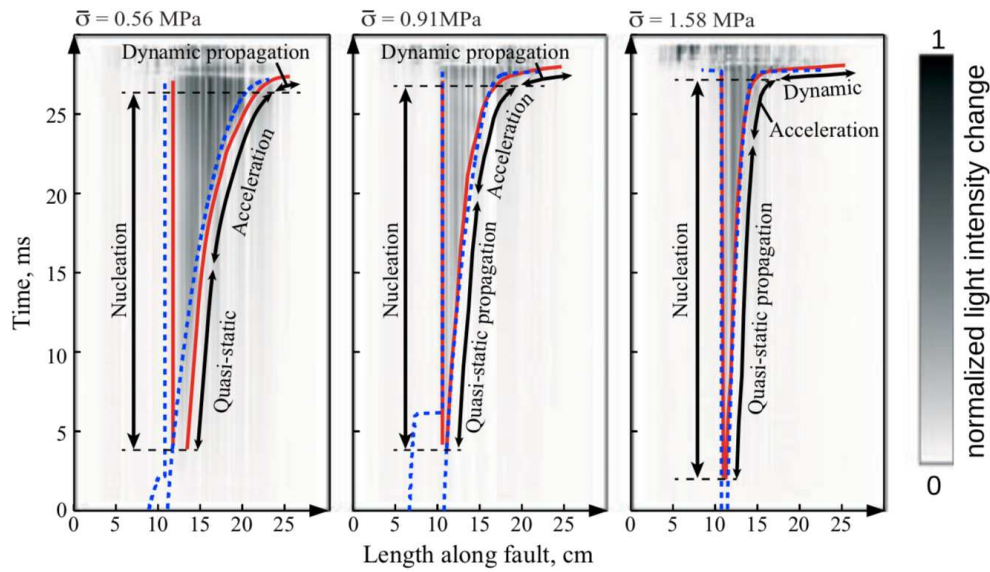 σ̅ = 0.56 MPa
σ̅ = 0.91MPa
σ̅ = 1.58 MPa
Dynamic propagation
Nucleation
Acceleration
Quasi-static
Dynamic propagation
Nucleation
Acceleration
Quasi-static propagation
Dynamic
Acceleration
Nucleation
Quasi-static propagation
Time, ms
25
20
15
10
5
0
0 5 10 15 20 25
0 5 10 15 20 25
0 5 10 15 20 25
Length along fault, cm
1
normalized light intensity change
0